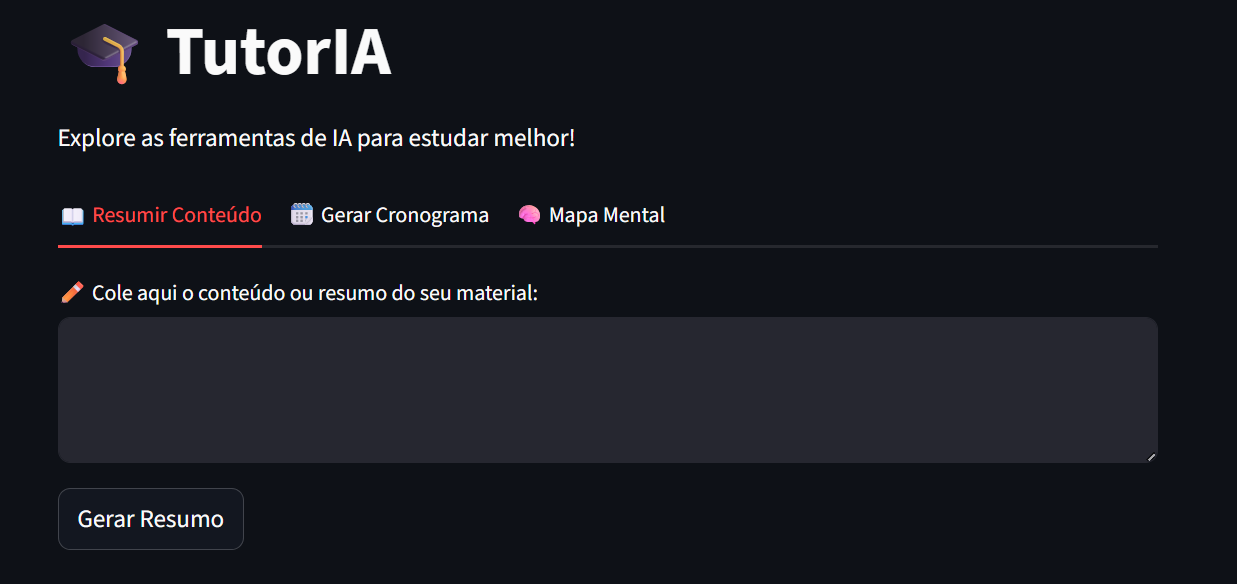 TutorIA
Explore as ferramentas de IA para estudar melhor!
Resumir Conteúdo Gerar Cronograma Mapa Mental
Cole aqui o conteúdo ou resumo do seu material:
Gerar Resumo